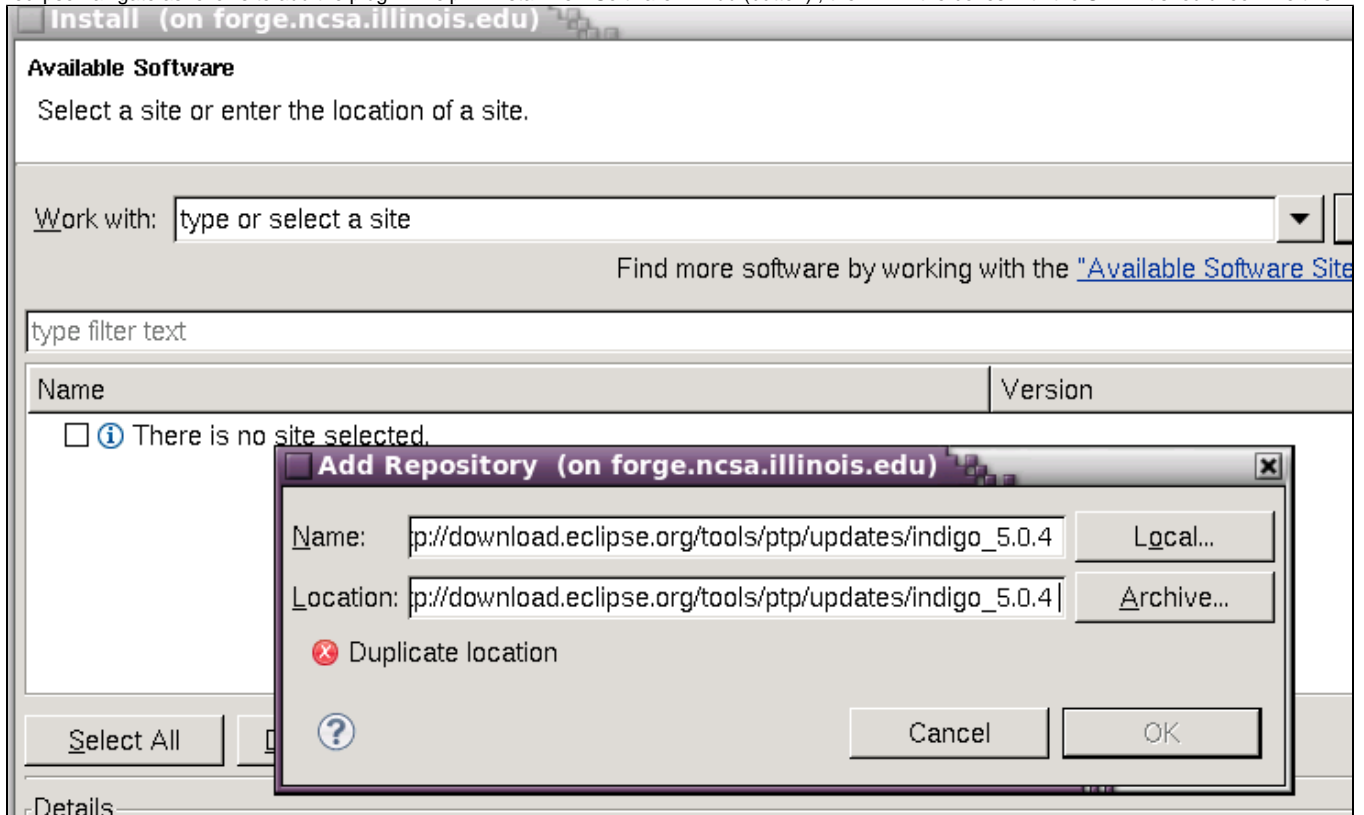 Install (on forge.ncsa.illinois.edu)
Available Software
Select a site or enter the location of a site.
Work with: type or select a site
Find more software by working with the "Available Software Site
type filter text
Name Version
There is no site selected.
Add Repository (on forge.ncsa.illinois.edu)
Name: p://download.eclipse.org/tools/ptp/updates/indigo_5.0.4 Local...
Location: p://download.eclipse.org/tools/ptp/updates/indigo_5.0.4 Archive...
Duplicate location
Select All
Cancel OK
Details